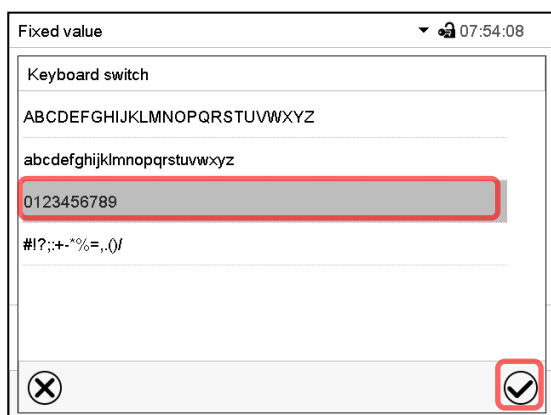 Fixed value 07:54:08
Keyboard switch
ABCDEFGHIJKLMNOPQRSTUVWXYZ
abcdefghijklmnopqrstuvwxyz
0123456789
#!?;:+-*%=,.()/